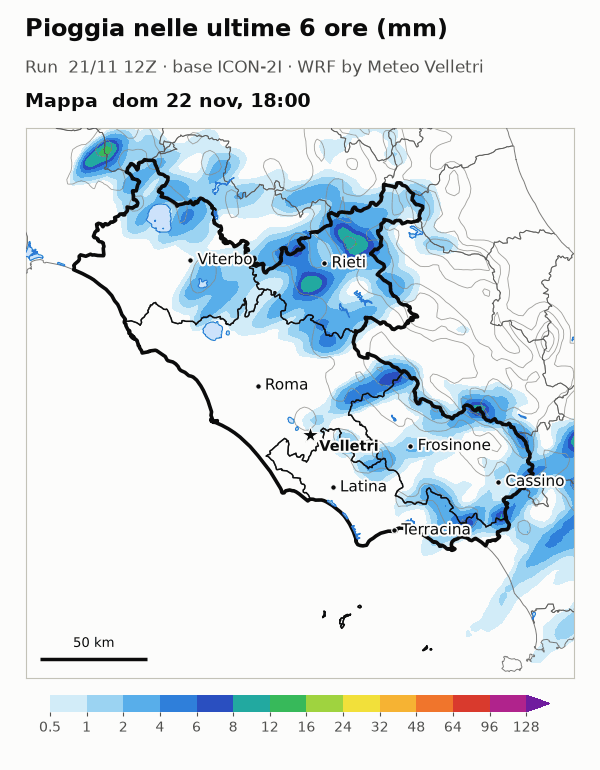 Pioggia nelle ultime 6 ore (mm)
Run 21/11 12Z · base ICON-2I · WRF by Meteo Velletri
Mappa dom 22 nov, 18:00
Viterbo
Rieti
Roma
Velletri
Frosinone
Latina
Cassino
Terracina
50 km
0.5 1 2 4 6 8 12 16 24 32 48 64 96 128